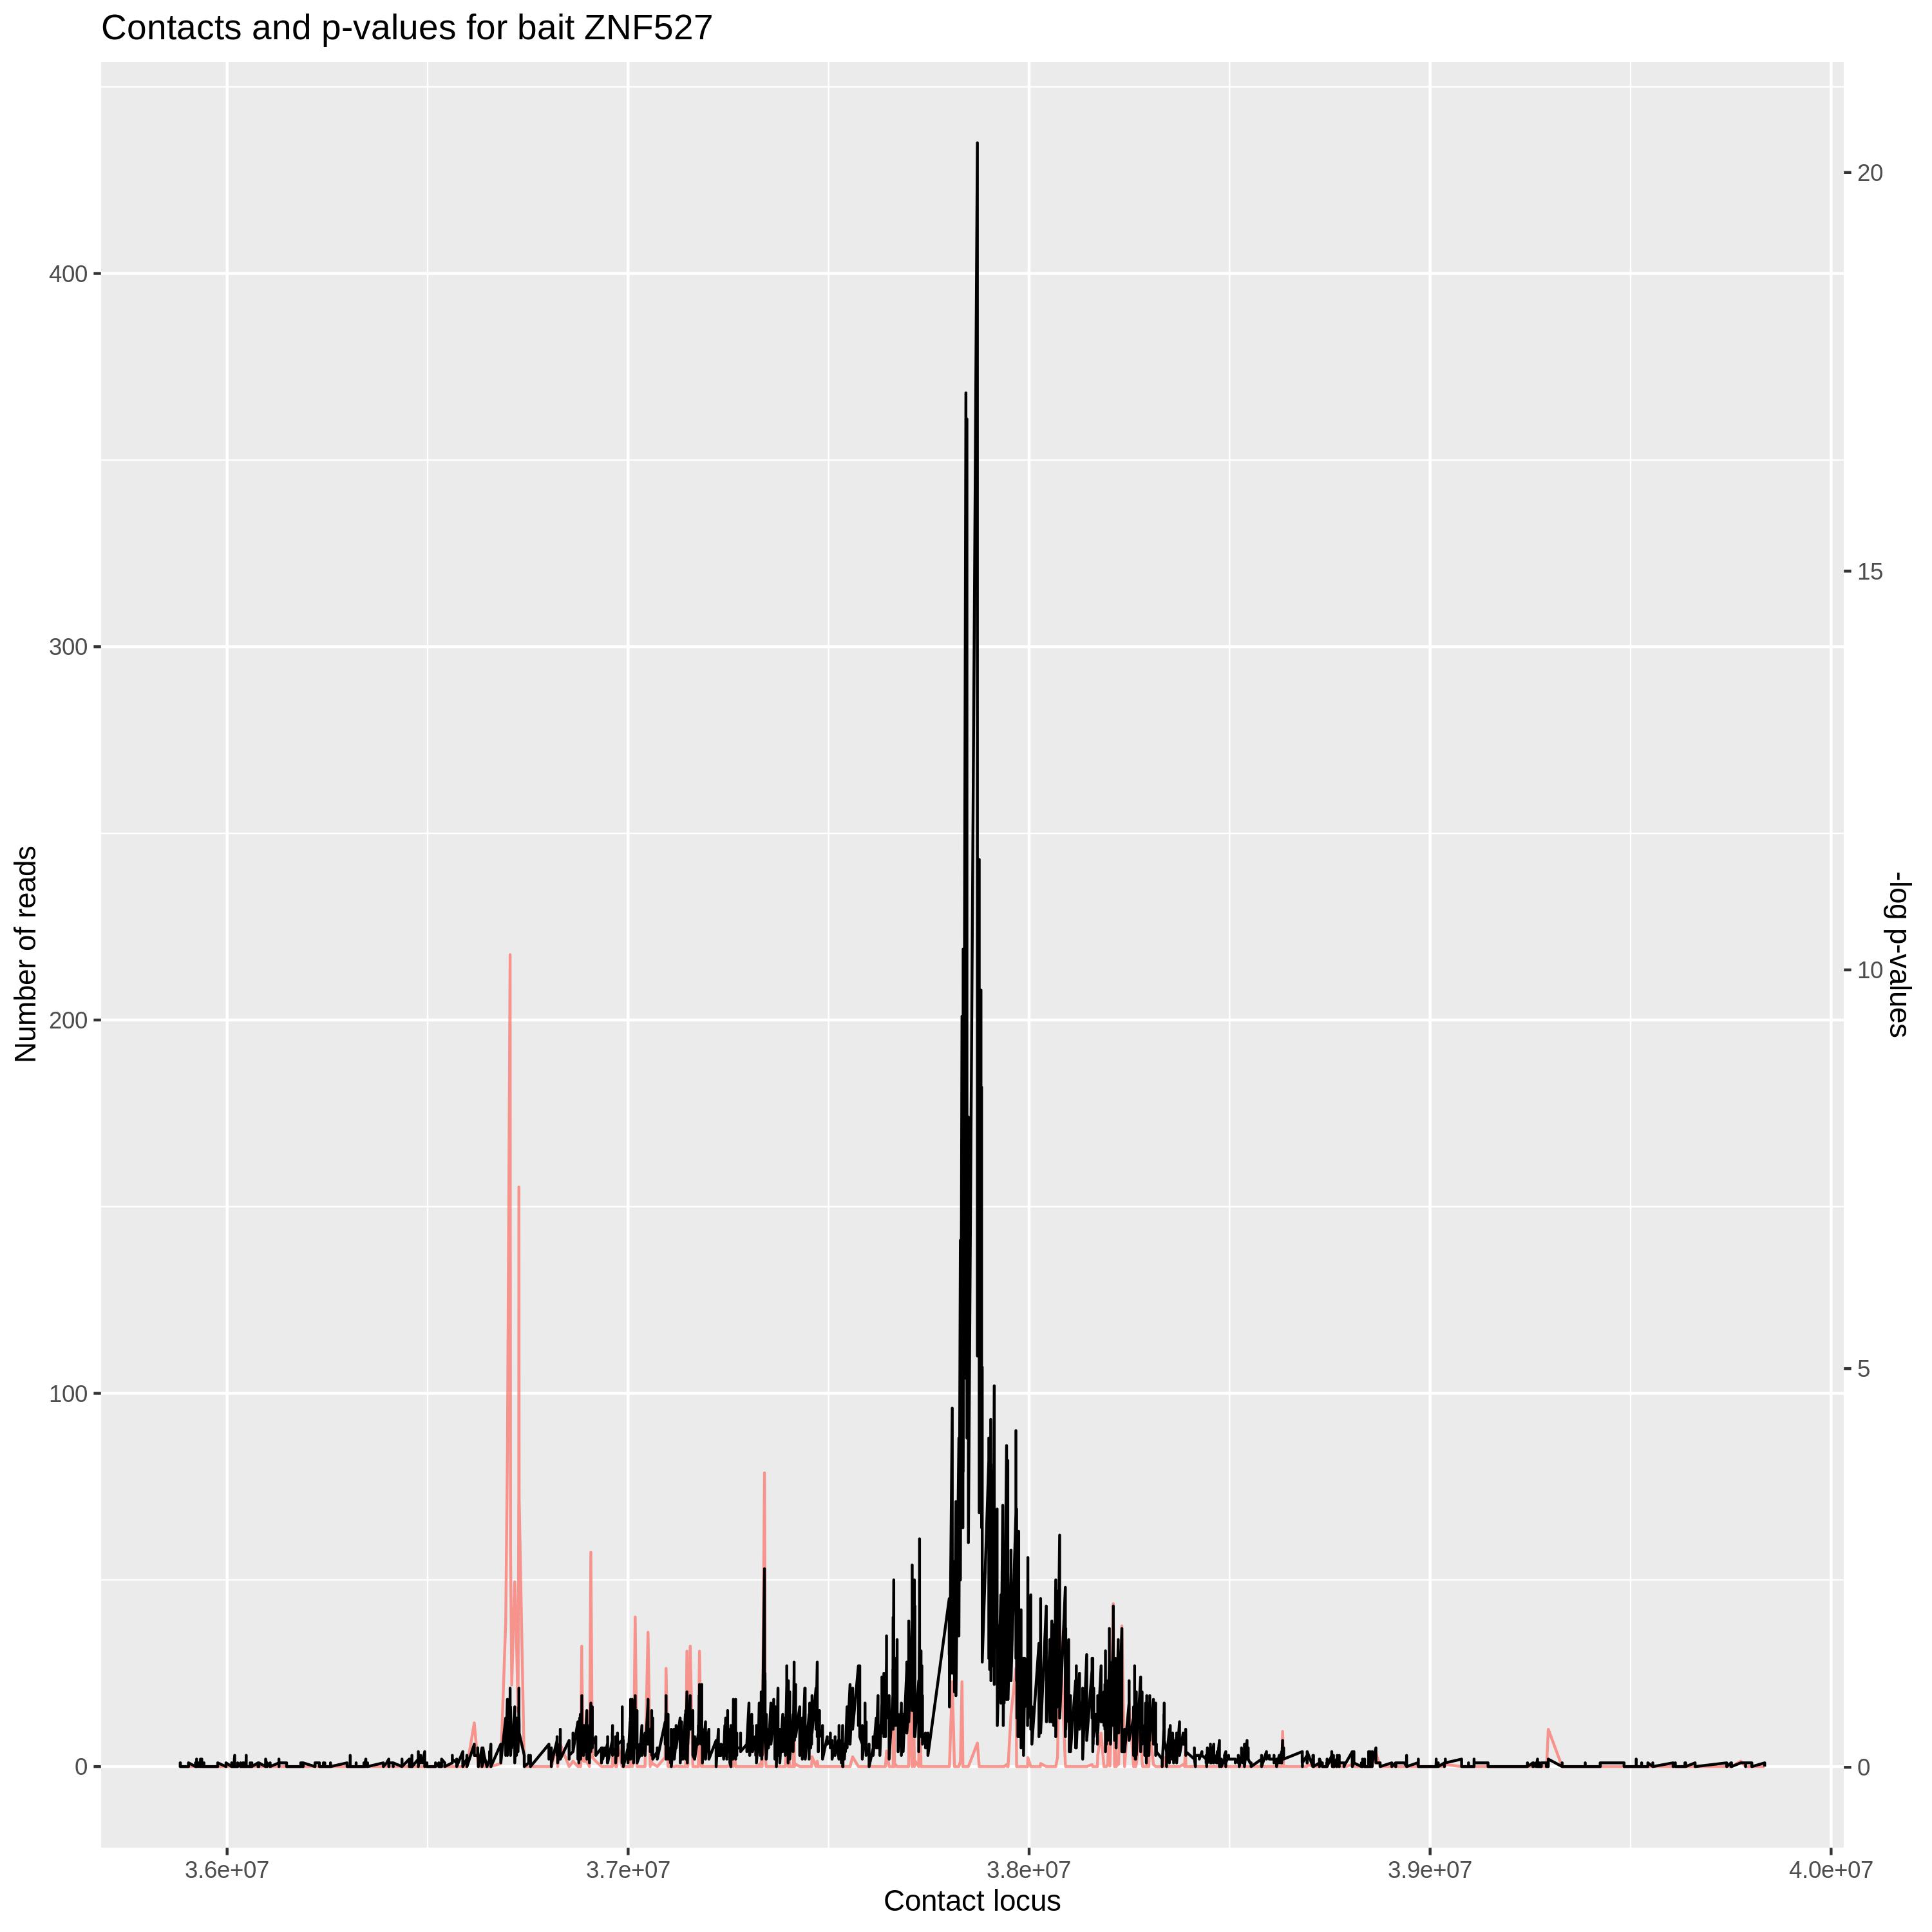 Contacts and p-values for bait ZNF527
Number of reads
400
300
200
100
0
20
15
10
5
0
-log p-values
3.6e+07
3.7e+07
3.8e+07
3.9e+07
4.0e+07
Contact locus